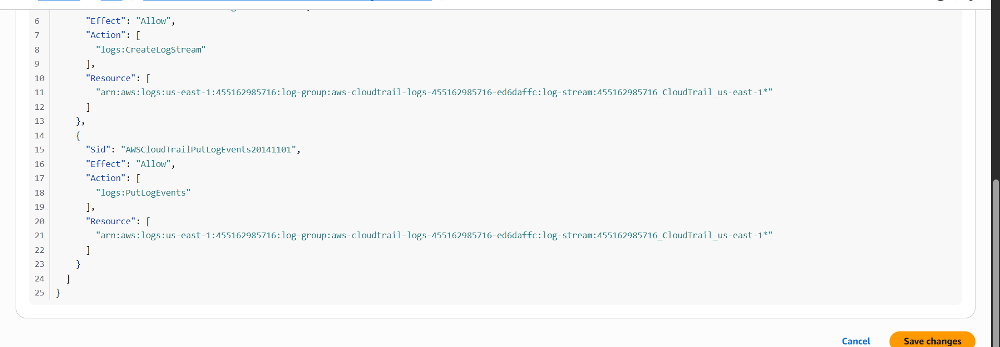 6 "Effect": "Allow",
7 "Action": [
8 "logs:CreateLogStream"
9 ],
10 "Resource": [
11 "arn:aws:logs:us-east-1:455162985716:log-group:aws-cloudtrail-logs-455162985716-ed6daffc:log-stream:455162985716_CloudTrail_us-east-1*"
12 ]
13 },
14 {
15 "Sid": "AWSCloudTrailPutLogEvents20141101",
16 "Effect": "Allow",
17 "Action": [
18 "logs:PutLogEvents"
19 ],
20 "Resource": [
21 "arn:aws:logs:us-east-1:455162985716:log-group:aws-cloudtrail-logs-455162985716-ed6daffc:log-stream:455162985716_CloudTrail_us-east-1*"
22 ]
23 }
24 ]
25 }
Cancel Save changes